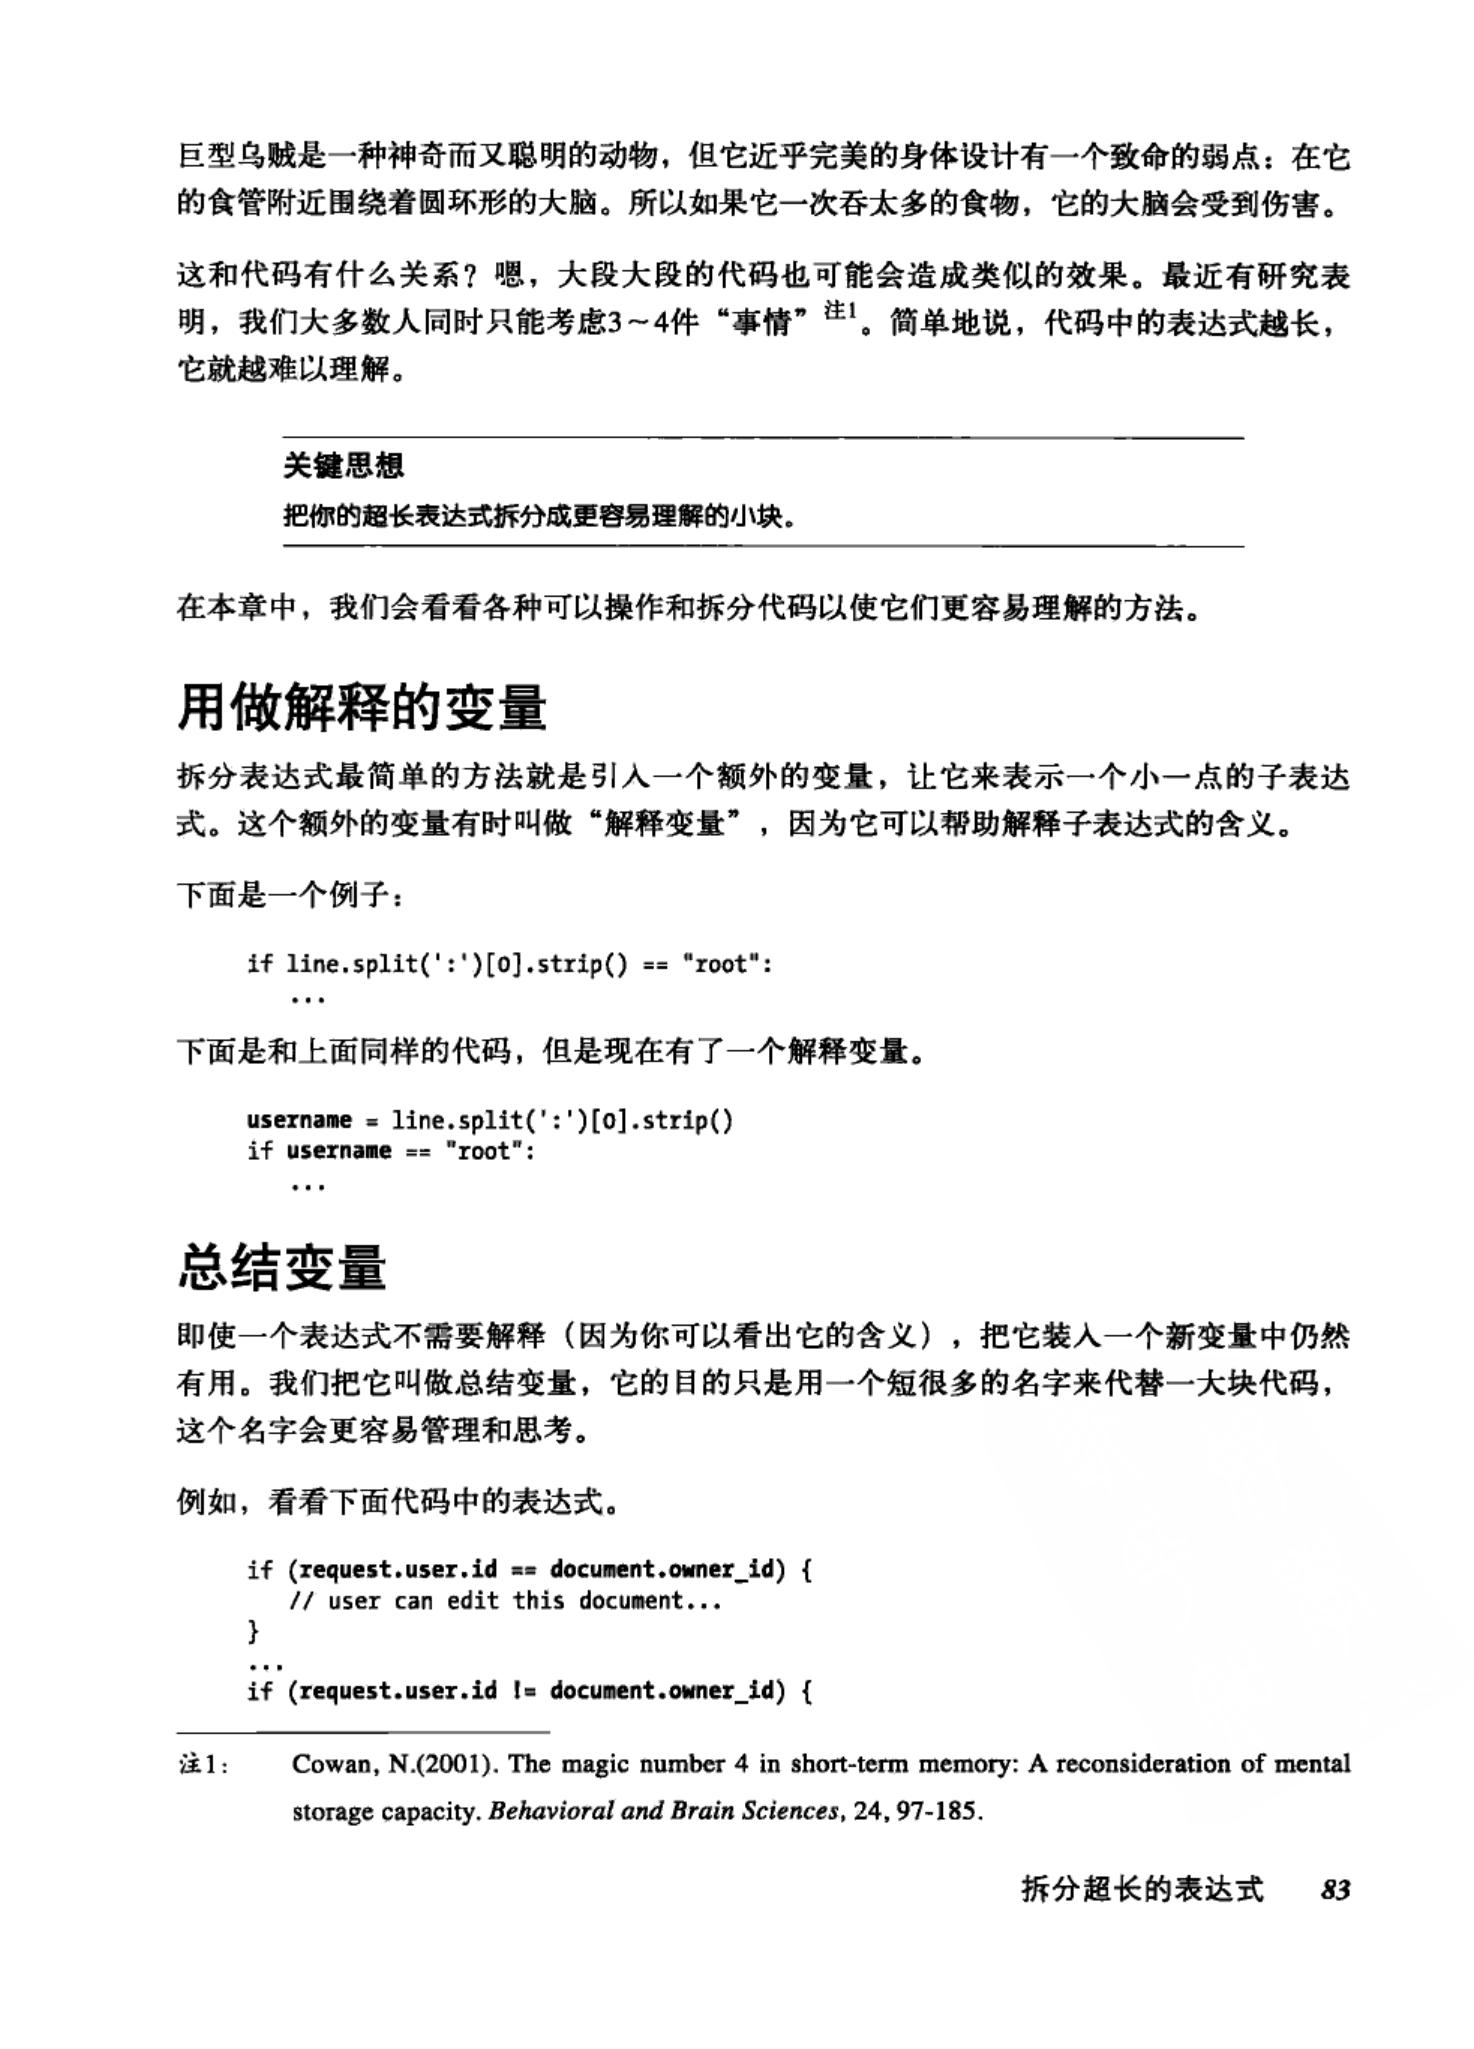 巨型乌贼是一种神奇而又聪明的动物，但它近乎完美的身体设计有一个致命的弱点：在它
的食管附近围绕着圆环形的大脑。所以如果它一次吞太多的食物，它的大脑会受到伤害。
这和代码有什么关系？嗯，大段大段的代码也可能会造成类似的效果。最近有研究表
明，我们大多数人同时只能考虑3～4件“事情”注1。简单地说，代码中的表达式越长，
它就越难以理解。
关键思想
把你的超长表达式拆分成更容易理解的小块。
在本章中，我们会看看各种可以操作和拆分代码以使它们更容易理解的方法。
用做解释的变量
拆分表达式最简单的方法就是引入一个额外的变量，让它来表示一个小一点的子表达
式。这个额外的变量有时叫做“解释变量”，因为它可以帮助解释子表达式的含义。
下面是一个例子：
if line.split(':')[0].strip() == "root":
...
下面是和上面同样的代码，但是现在有了一个解释变量。
username = line.split(':')[0].strip()
if username == "root":
...
总结变量
即使一个表达式不需要解释（因为你可以看出它的含义），把它装入一个新变量中仍然
有用。我们把它叫做总结变量，它的目的只是用一个短很多的名字来代替一大块代码，
这个名字会更容易管理和思考。
例如，看看下面代码中的表达式。
if (request.user.id == document.owner_id) {
// user can edit this document...
}
...
if (request.user.id != document.owner_id) {
注1： Cowan, N.(2001). The magic number 4 in short-term memory: A reconsideration of mental
storage capacity. Behavioral and Brain Sciences, 24, 97-185.
拆分超长的表达式 83